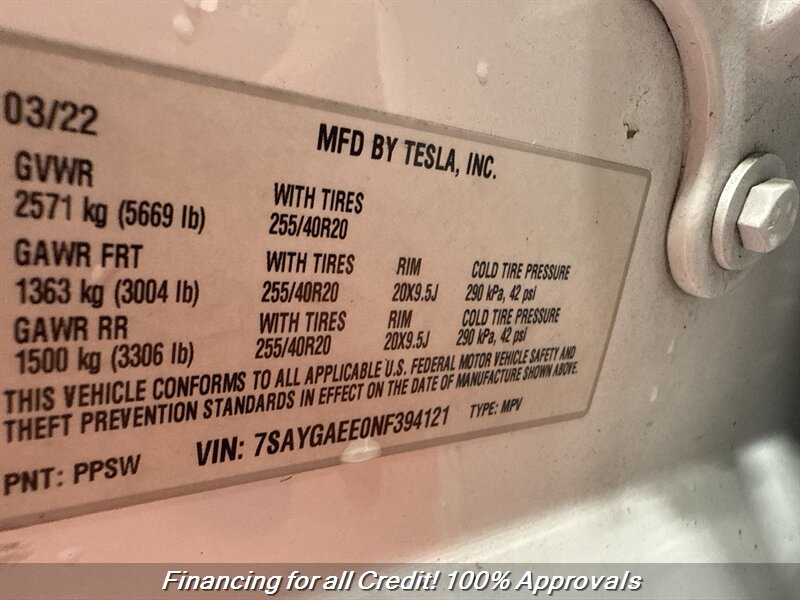 03/22
MFD BY TESLA, INC.
GVWR
2571 kg (5669 lb)
WITH TIRES
255/40R20
GAWR FRT
1363 kg (3004 lb)
WITH TIRES
255/40R20
RIM
20X9.5J
COLD TIRE PRESSURE
290 kPa, 42 psi
GAWR RR
1500 kg (3306 lb)
WITH TIRES
255/40R20
RIM
20X9.5J
COLD TIRE PRESSURE
290 kPa, 42 psi
THIS VEHICLE CONFORMS TO ALL APPLICABLE U.S. FEDERAL MOTOR VEHICLE SAFETY AND
THEFT PREVENTION STANDARDS IN EFFECT ON THE DATE OF MANUFACTURE SHOWN ABOVE.
PNT: PPSW
VIN: 7SAYGAEE0NF394121
TYPE: MPV
Financing for all Credit! 100% Approvals